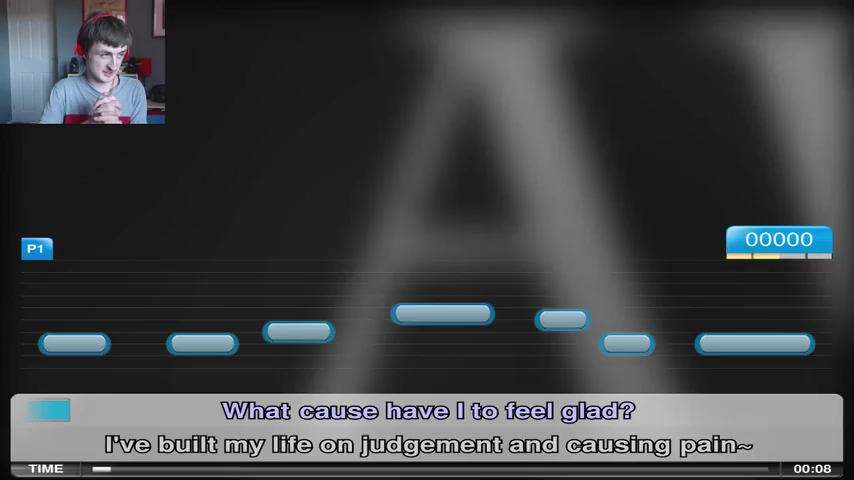 P1
00000
What cause have I to feel glad?
I've built my life on judgement and causing pain~
TIME
00:08